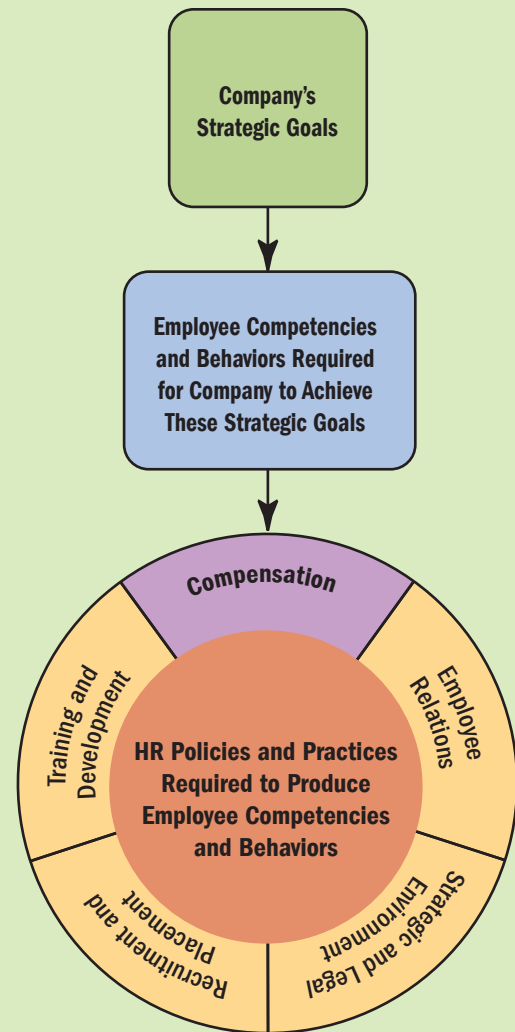 Company’s
Strategic Goals
Employee Competencies
and Behaviors Required
for Company to Achieve
These Strategic Goals
Compensation
Training and
Development
Employee
Relations
HR Policies and Practices
Required to Produce
Employee Competencies
and Behaviors
Recruitment and
Placement
Strategic and Legal
Environment